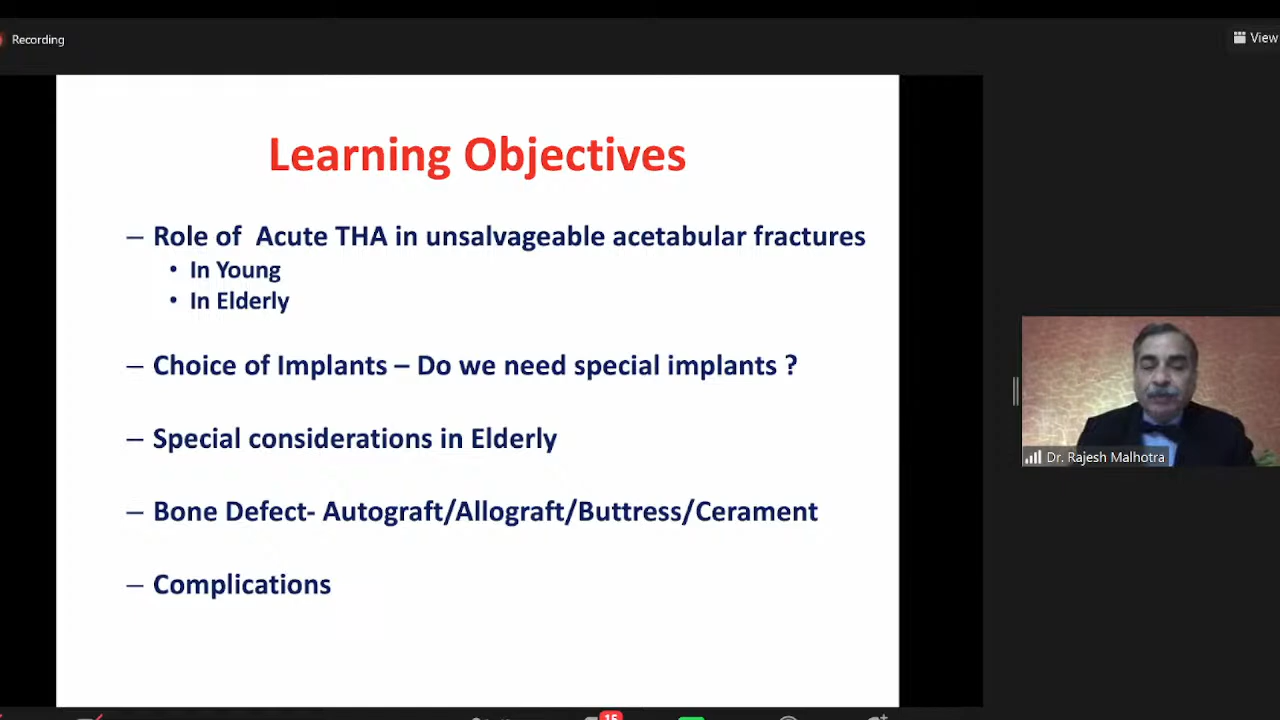 Recording
View
Learning Objectives
– Role of Acute THA in unsalvageable acetabular fractures
• In Young
• In Elderly
– Choice of Implants – Do we need special implants ?
– Special considerations in Elderly
– Bone Defect- Autograft/Allograft/Buttress/Cerament
– Complications
Dr. Rajesh Malhotra
15